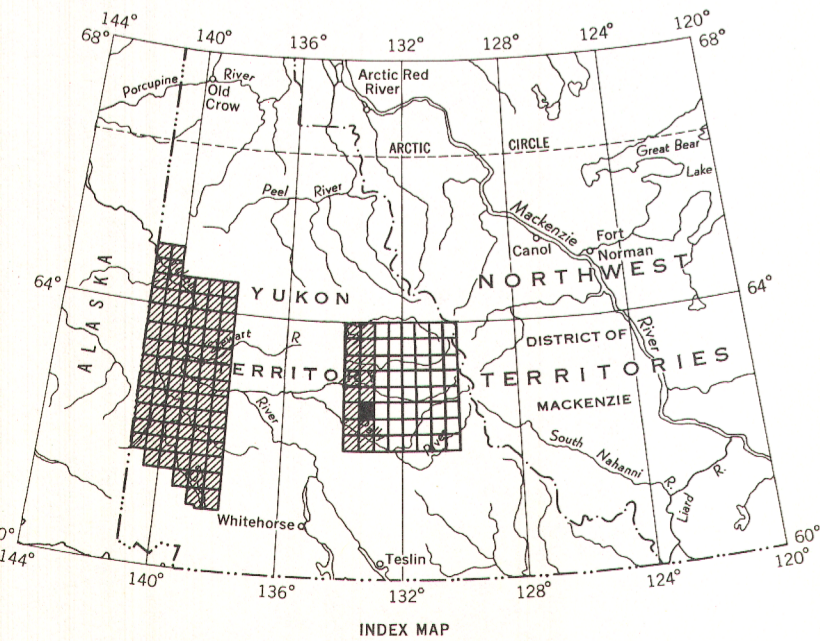 144°
140°
136°
132°
128°
124°
120°
68°
68°
Porcupine River
Old
Crow
Arctic Red
River
ARCTIC CIRCLE
Great Bear
Lake
Peel River
Mackenzie
Canol
Fort
Norman
64°
ALASKA
YUKON
NORTHWEST
64°
R
DISTRICT OF
River
TERRITORIES
MACKENZIE
River
River
South Nahanni R.
Liard R.
Whitehorse
Teslin
60°
144°
140°
136°
132°
128°
124°
120°
INDEX MAP